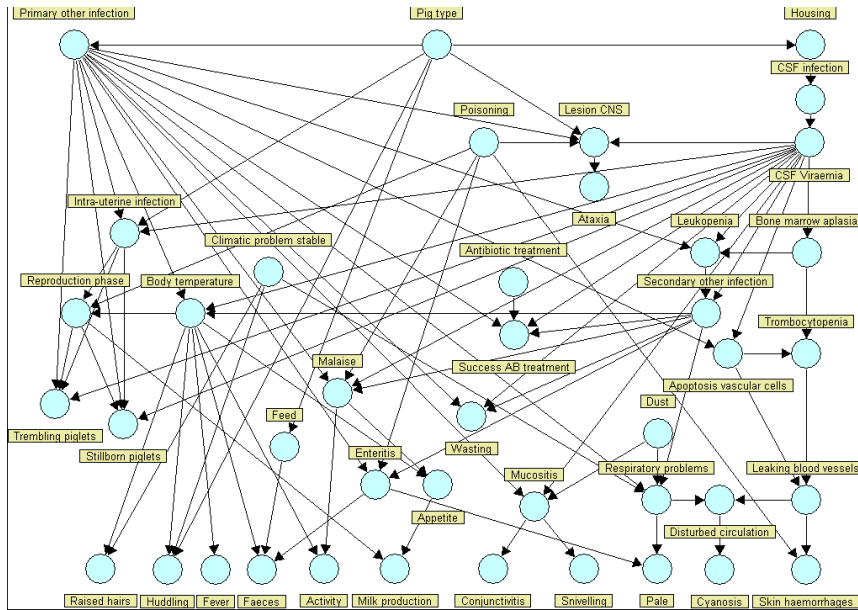 Primary other infection
Pig type
Housing
CSF infection
Poisoning
Lesion CNS
CSF Viraemia
Intra-uterine infection
Ataxia
Leukopenia
Bone marrow aplasia
Climatic problem stable
Antibiotic treatment
Reproduction phase
Body temperature
Secondary other infection
Trombocytopenia
Malaise
Success AB treatment
Apoptosis vascular cells
Feed
Dust
Trembling piglets
Stillborn piglets
Enteritis
Wasting
Mucositis
Respiratory problems
Leaking blood vessels
Appetite
Disturbed circulation
Raised hairs
Huddling
Fever
Faeces
Activity
Milk production
Conjunctivitis
Snivelling
Pale
Cyanosis
Skin haemorrhages